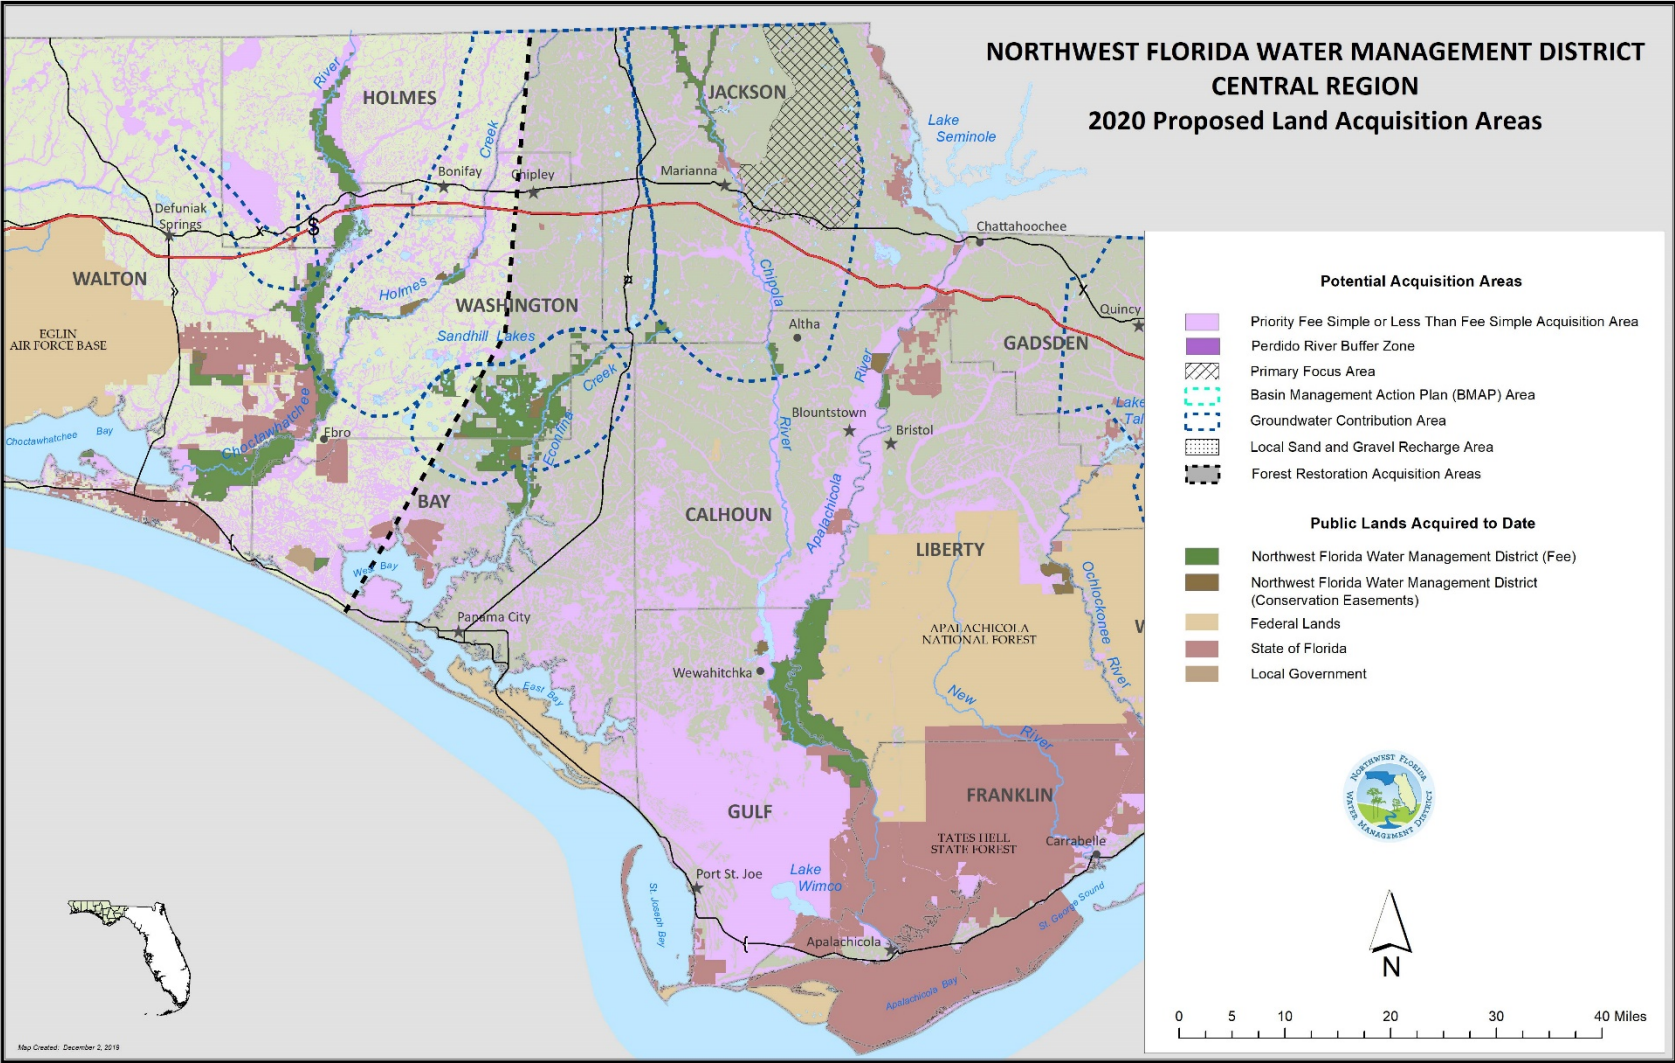 NORTHWEST FLORIDA WATER MANAGEMENT DISTRICT
CENTRAL REGION
2020 Proposed Land Acquisition Areas
River
HOLMES
JACKSON
Lake
Seminole
Creek
Bonifay
Chipley
Marianna
Defuniak
Springs
$
x
Chattahoochee
WALTON
Holmes
WASHINGTON
Chipola
x
Quincy
EGLIN
AIR FORCE BASE
Sandhill Lakes
Altha
GADSDEN
River
Creek
Lake
Tal
Choctawhatchee
Blountstown
Bristol
Choctawhatchee Bay
Ebro
Econfina
River
BAY
Apalachicola
CALHOUN
LIBERTY
West Bay
Ochlockonee
River
Panama City
APALACHICOLA
NATIONAL FOREST
W
Wewahitchka
East Bay
New
River
GULF
FRANKLIN
TATES HELL
STATE FOREST
Carrabelle
Port St. Joe
Lake
Wimco
St. Joseph Bay
St. George Sound
Apalachicola
Apalachicola Bay
Potential Acquisition Areas
Priority Fee Simple or Less Than Fee Simple Acquisition Area
Perdido River Buffer Zone
Primary Focus Area
Basin Management Action Plan (BMAP) Area
Groundwater Contribution Area
Local Sand and Gravel Recharge Area
Forest Restoration Acquisition Areas
Public Lands Acquired to Date
Northwest Florida Water Management District (Fee)
Northwest Florida Water Management District
(Conservation Easements)
Federal Lands
State of Florida
Local Government
NORTHWEST FLORIDA
WATER MANAGEMENT DISTRICT
N
0 5 10 20 30 40 Miles
Map Created: December 2, 2019